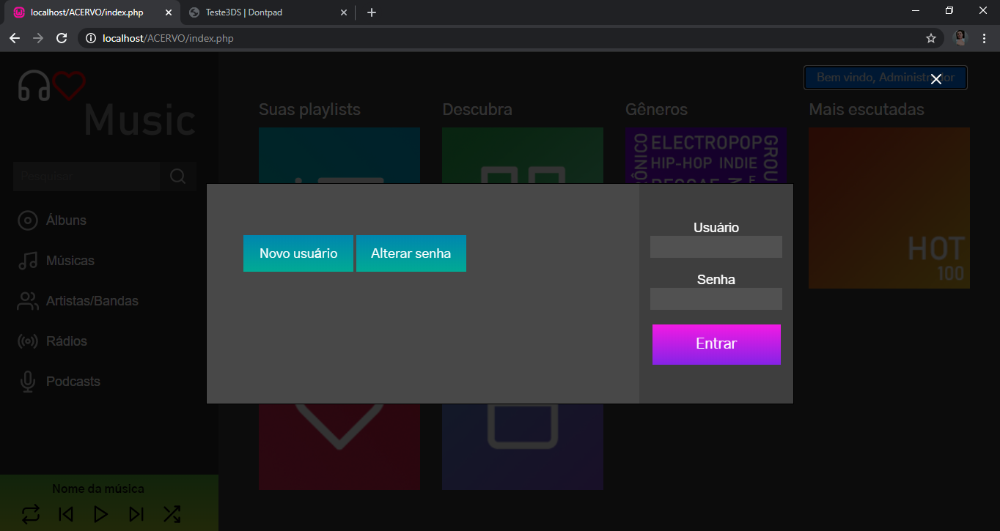 localhost/ACERVO/index.php
Teste3DS | Dontpad
localhost/ACERVO/index.php
Music
Bem vindo, Administrador
Suas playlists
Descubra
Gêneros
Mais escutadas
ELECTROPOP
HIP-HOP INDIE
REGGAE
Pesquisar
Álbuns
Músicas
Artistas/Bandas
Rádios
Podcasts
Novo usuário
Alterar senha
Usuário
Senha
Entrar
HOT
100
Nome da música